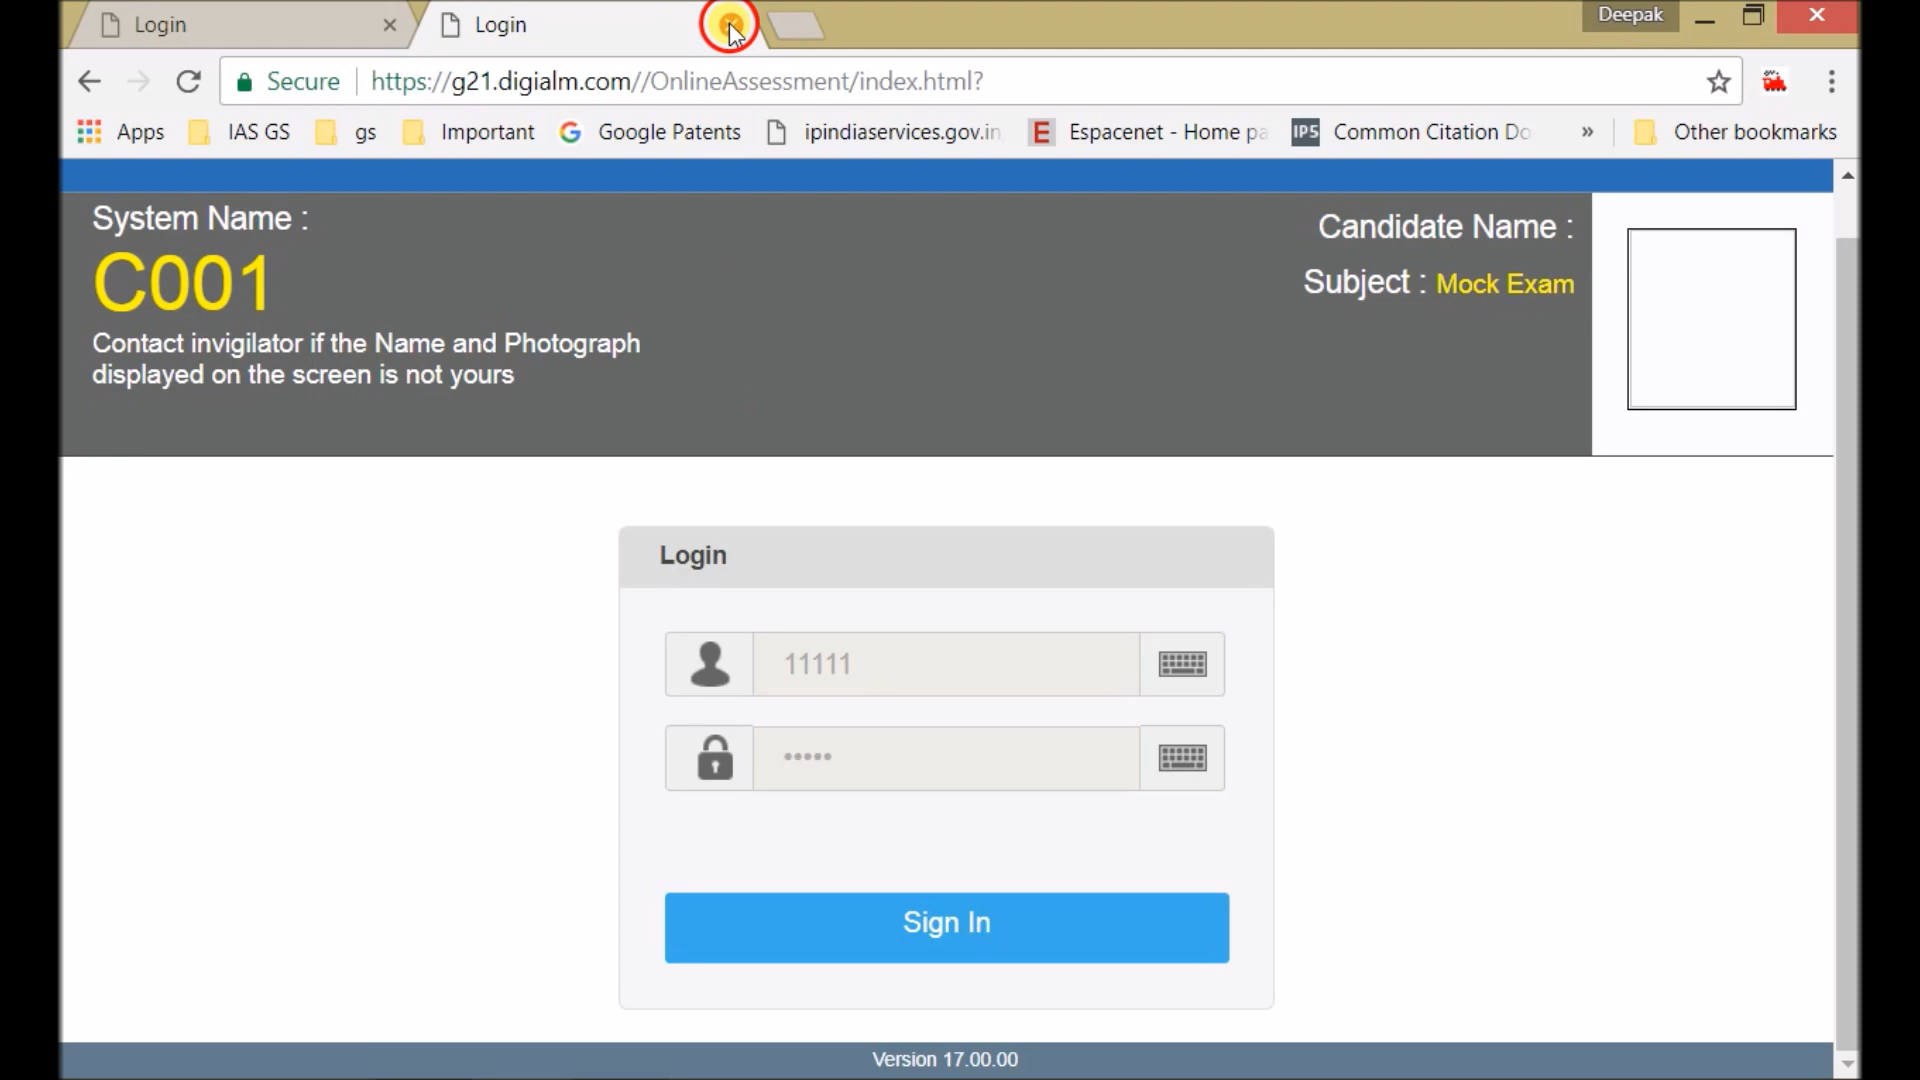 Login
Login
Deepak
Secure
https://g21.digialm.com//OnlineAssessment/index.html?
Apps
IAS GS
gs
Important
Google Patents
ipindiaservices.gov.in
E
Espacenet - Home pa
IP5
Common Citation Do
»
Other bookmarks
System Name :
C001
Contact invigilator if the Name and Photograph
displayed on the screen is not yours
Candidate Name :
Subject : Mock Exam
Login
11111
•••••
Sign In
Version 17.00.00